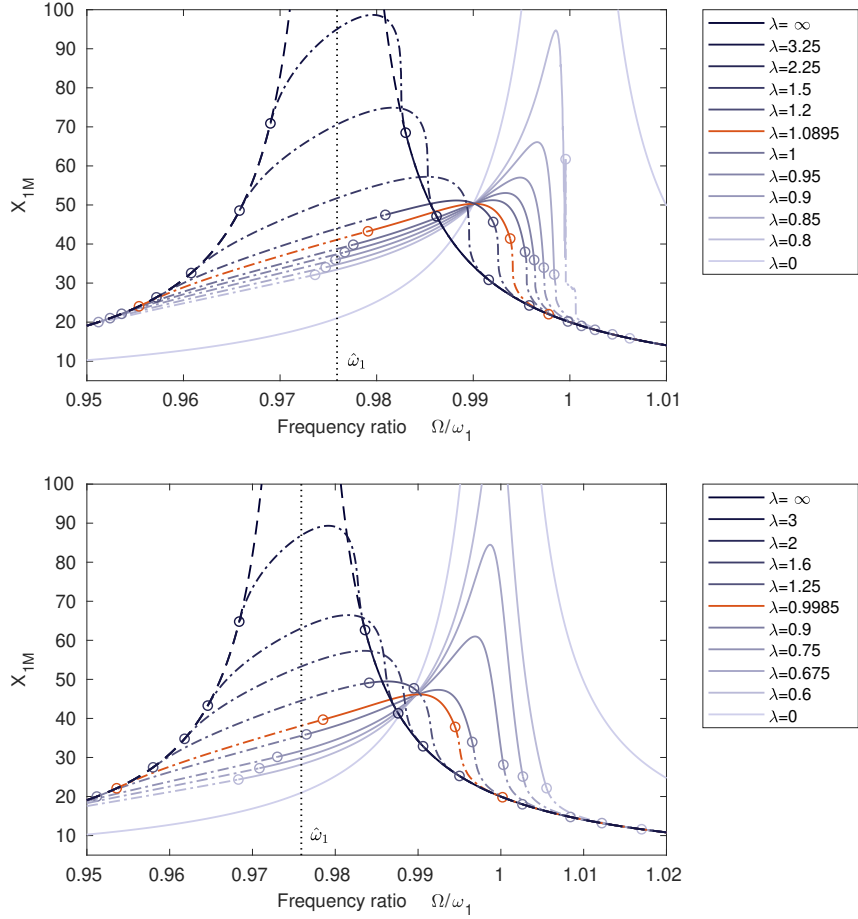 100
90
80
70
60
50
40
30
20
10
X1M
0.95
0.96
0.97
0.98
0.99
1
1.01
ω̂1
Frequency ratio Ω/ω1
λ= ∞
λ=3.25
λ=2.25
λ=1.5
λ=1.2
λ=1.0895
λ=1
λ=0.95
λ=0.9
λ=0.85
λ=0.8
λ=0
100
90
80
70
60
50
40
30
20
10
X1M
0.95
0.96
0.97
0.98
0.99
1
1.01
1.02
ω̂1
Frequency ratio Ω/ω1
λ= ∞
λ=3
λ=2
λ=1.6
λ=1.25
λ=0.9985
λ=0.9
λ=0.75
λ=0.675
λ=0.6
λ=0